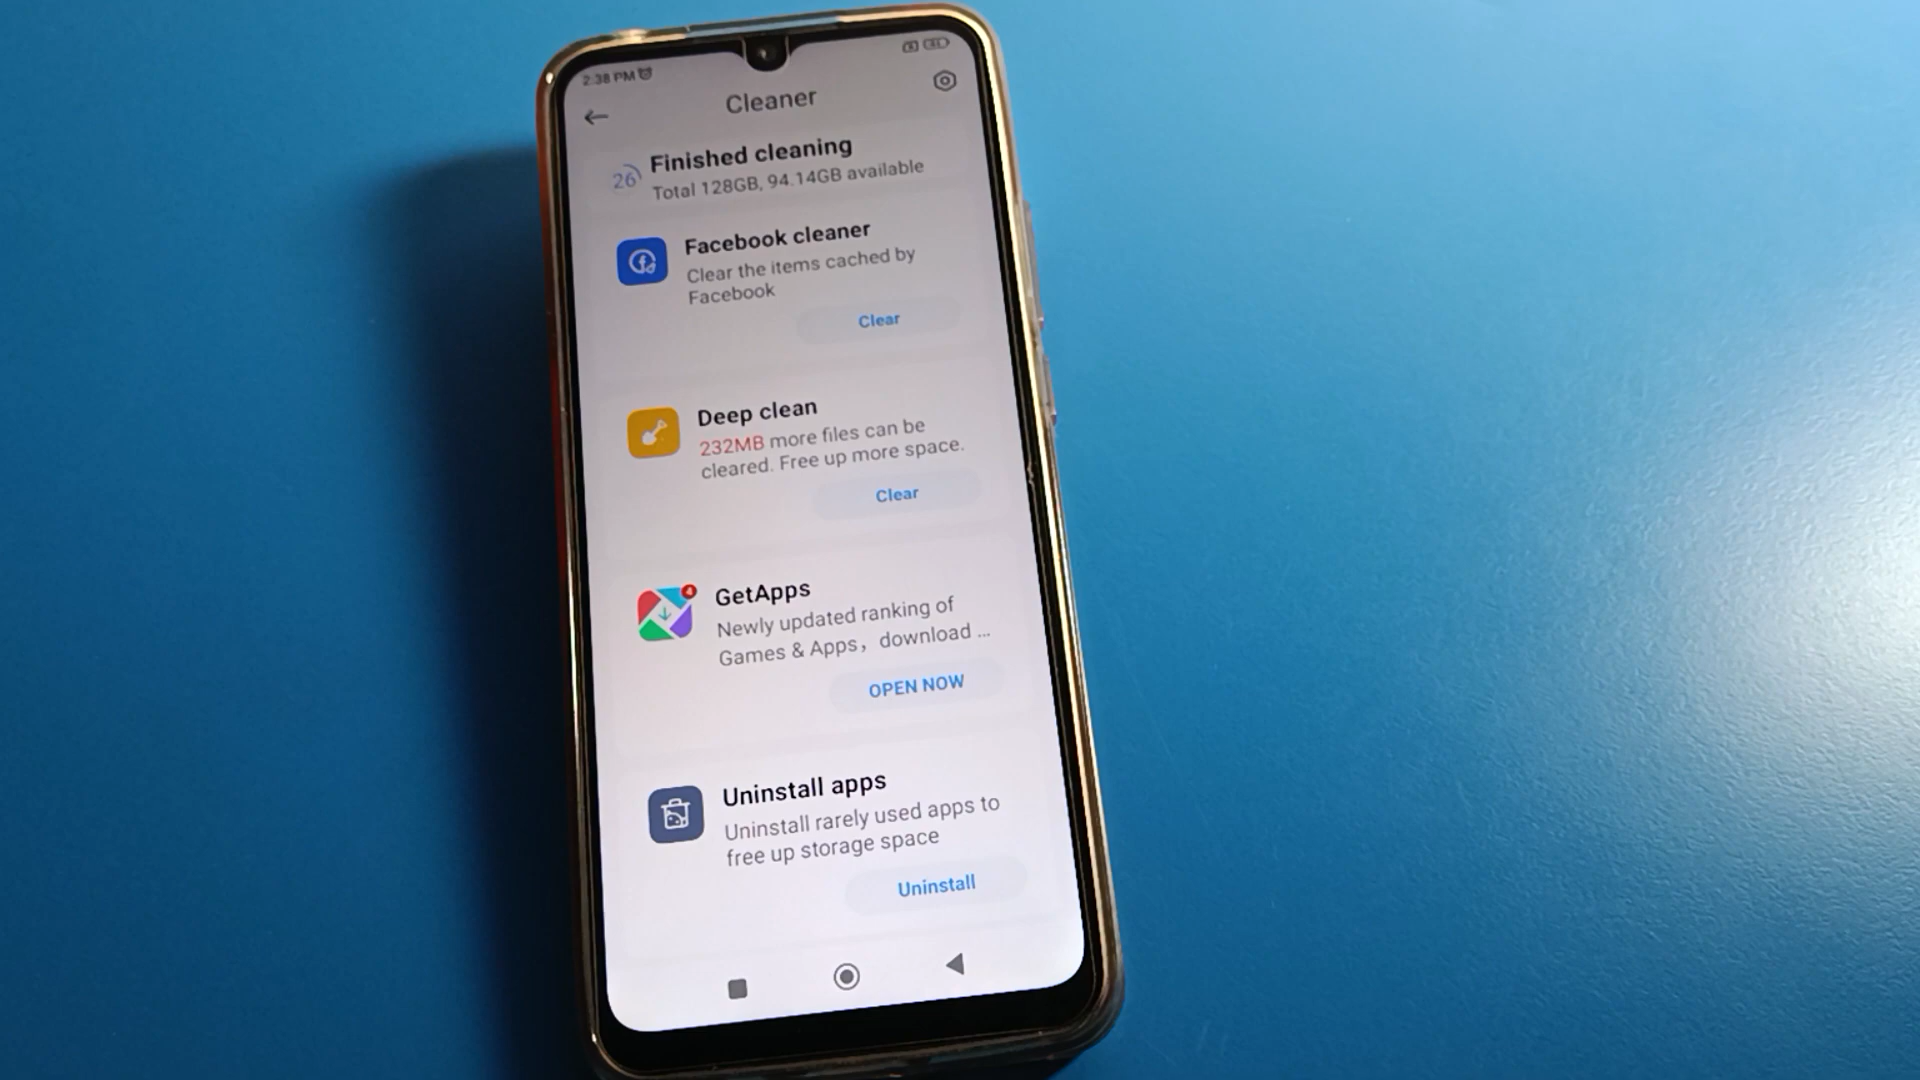 2:38 PM
Cleaner
26
Finished cleaning
Total 128GB, 94.14GB available
Facebook cleaner
Clear the items cached by
Facebook
Clear
Deep clean
232MB more files can be
cleared. Free up more space.
Clear
4
GetApps
Newly updated ranking of
Games & Apps，download ...
OPEN NOW
Uninstall apps
Uninstall rarely used apps to
free up storage space
Uninstall